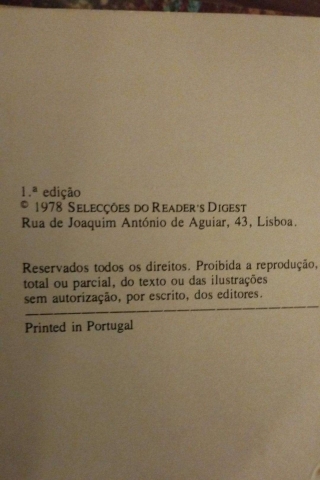 1.ª edição
© 1978 SELECÇÕES DO READER'S DIGEST
Rua de Joaquim António de Aguiar, 43, Lisboa.
Reservados todos os direitos. Proibida a reprodução,
total ou parcial, do texto ou das ilustrações
sem autorização, por escrito, dos editores.
Printed in Portugal